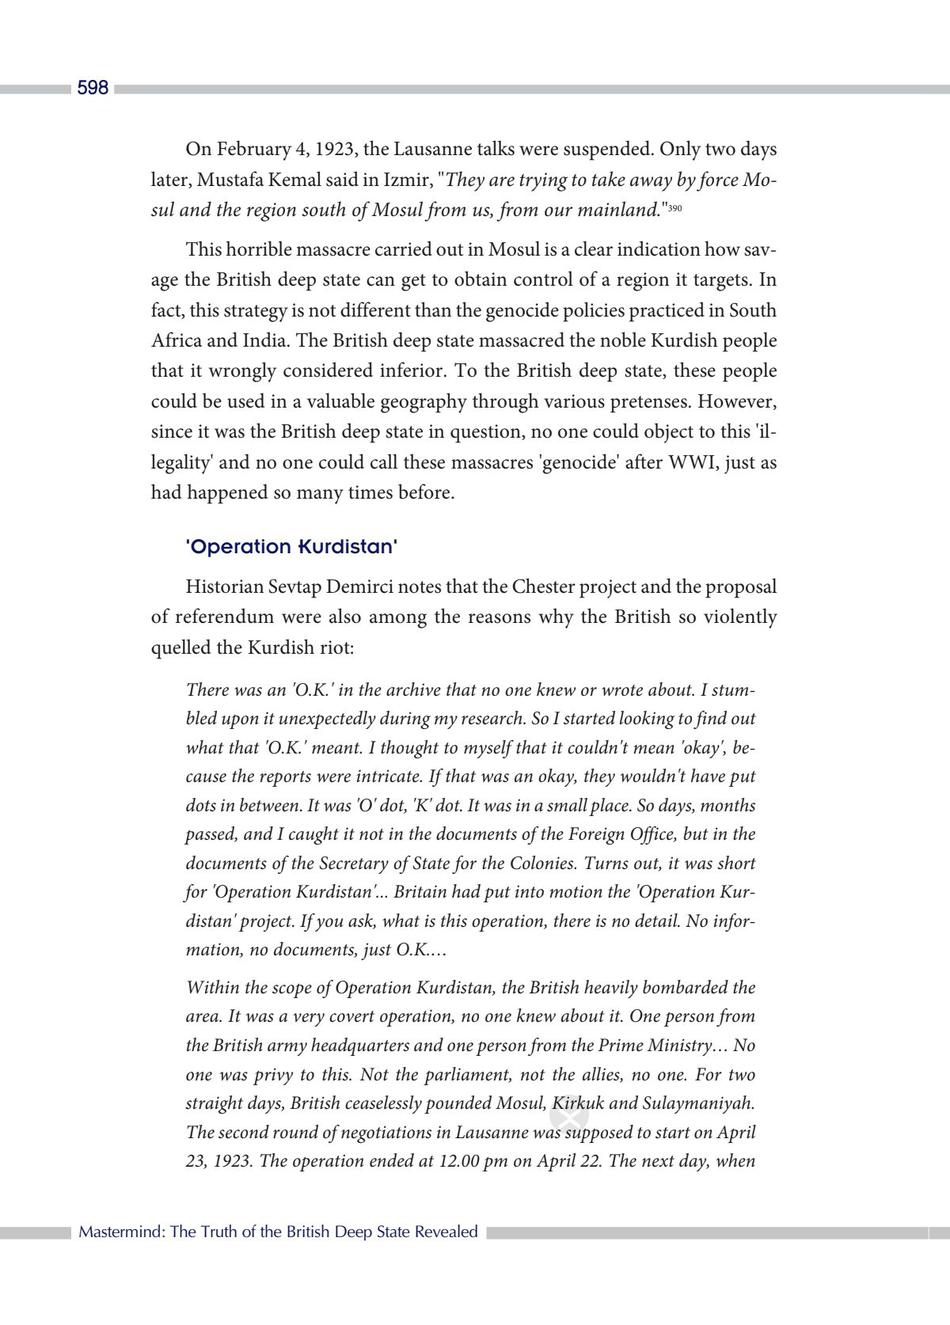 598
On February 4, 1923, the Lausanne talks were suspended. Only two days
later, Mustafa Kemal said in Izmir, "They are trying to take away by force Mo-
sul and the region south of Mosul from us, from our mainland."390
This horrible massacre carried out in Mosul is a clear indication how sav-
age the British deep state can get to obtain control of a region it targets. In
fact, this strategy is not different than the genocide policies practiced in South
Africa and India. The British deep state massacred the noble Kurdish people
that it wrongly considered inferior. To the British deep state, these people
could be used in a valuable geography through various pretenses. However,
since it was the British deep state in question, no one could object to this 'il-
legality' and no one could call these massacres 'genocide' after WWI, just as
had happened so many times before.
'Operation Kurdistan'
Historian Sevtap Demirci notes that the Chester project and the proposal
of referendum were also among the reasons why the British so violently
quelled the Kurdish riot:
There was an 'O.K.' in the archive that no one knew or wrote about. I stum-
bled upon it unexpectedly during my research. So I started looking to find out
what that 'O.K.' meant. I thought to myself that it couldn't mean 'okay', be-
cause the reports were intricate. If that was an okay, they wouldn't have put
dots in between. It was 'O' dot, 'K' dot. It was in a small place. So days, months
passed, and I caught it not in the documents of the Foreign Office, but in the
documents of the Secretary of State for the Colonies. Turns out, it was short
for 'Operation Kurdistan'... Britain had put into motion the 'Operation Kur-
distan' project. If you ask, what is this operation, there is no detail. No infor-
mation, no documents, just O.K.…
Within the scope of Operation Kurdistan, the British heavily bombarded the
area. It was a very covert operation, no one knew about it. One person from
the British army headquarters and one person from the Prime Ministry… No
one was privy to this. Not the parliament, not the allies, no one. For two
straight days, British ceaselessly pounded Mosul, Kirkuk and Sulaymaniyah.
The second round of negotiations in Lausanne was supposed to start on April
23, 1923. The operation ended at 12.00 pm on April 22. The next day, when
Mastermind: The Truth of the British Deep State Revealed